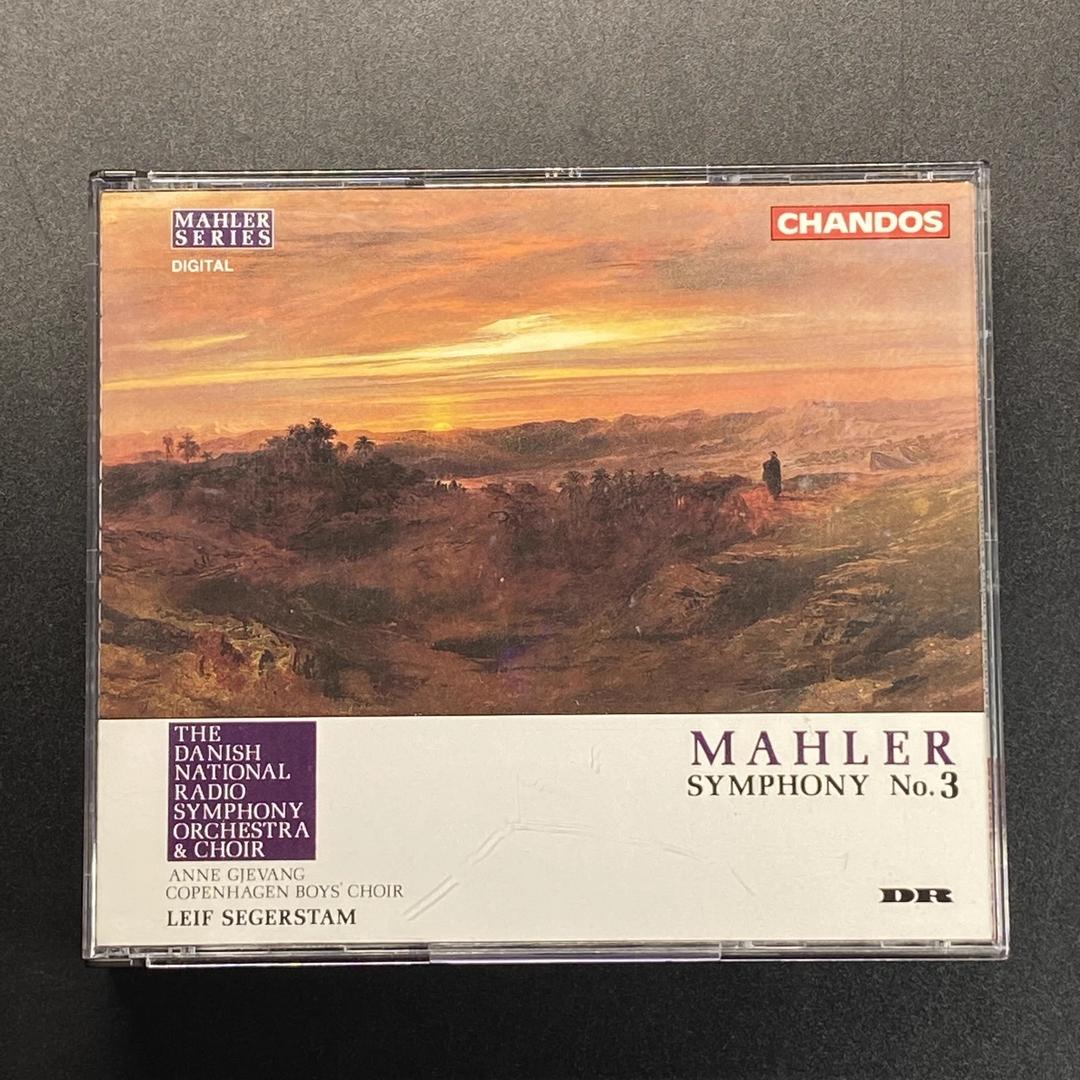 MAHLER
SERIES
DIGITAL
CHANDOS
THE
DANISH
NATIONAL
RADIO
SYMPHONY
ORCHESTRA
& CHOIR
ANNE GJEVANG
COPENHAGEN BOYS' CHOIR
LEIF SEGERSTAM
MAHLER
SYMPHONY No. 3
DR